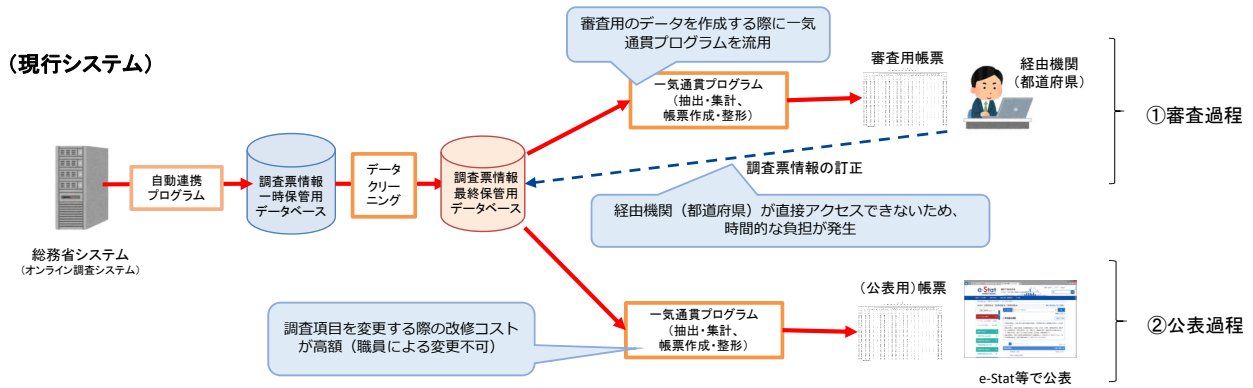 (現行システム)
審査用のデータを作成する際に一気
通貫プログラムを流用
一気通貫プログラム
(抽出・集計、
帳票作成・整形)
審査用帳票
経由機関
(都道府県)
①審査過程
総務省システム
(オンライン調査システム)
自動連携
プログラム
調査票情報
一時保管用
データベース
データ
クリー
ニング
調査票情報
最終保管用
データベース
調査票情報の訂正
経由機関(都道府県)が直接アクセスできないため、
時間的な負担が発生
調査項目を変更する際の改修コスト
が高額(職員による変更不可)
一気通貫プログラム
(抽出・集計、
帳票作成・整形)
(公表用)帳票
e-Stat
e-Stat等で公表
②公表過程